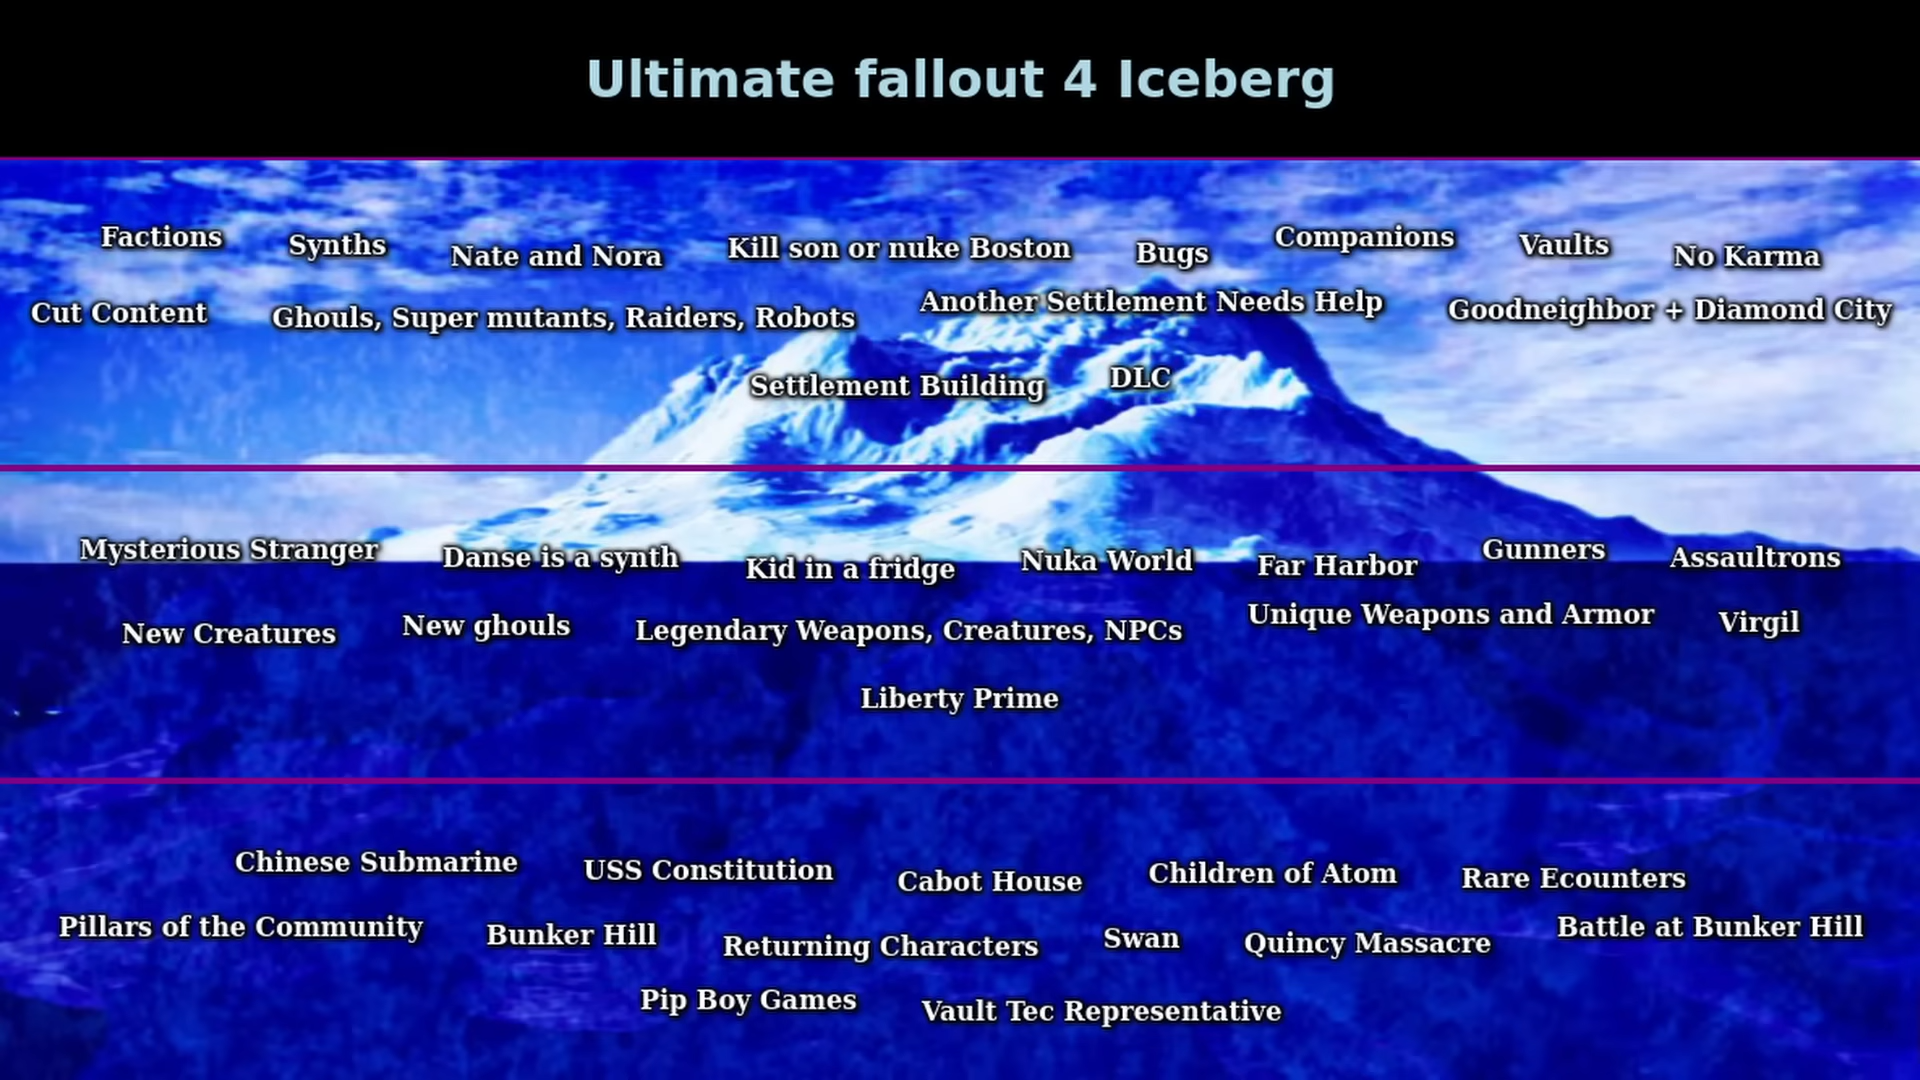 Ultimate fallout 4 Iceberg
Factions Synths Nate and Nora Kill son or nuke Boston Bugs Companions Vaults No Karma
Cut Content Ghouls, Super mutants, Raiders, Robots Another Settlement Needs Help Goodneighbor + Diamond City
Settlement Building DLC
Mysterious Stranger Danse is a synth Kid in a fridge Nuka World Far Harbor Gunners Assaultrons
New Creatures New ghouls Legendary Weapons, Creatures, NPCs Unique Weapons and Armor Virgil
Liberty Prime
Chinese Submarine USS Constitution Cabot House Children of Atom Rare Ecounters
Pillars of the Community Bunker Hill Returning Characters Swan Quincy Massacre Battle at Bunker Hill
Pip Boy Games Vault Tec Representative